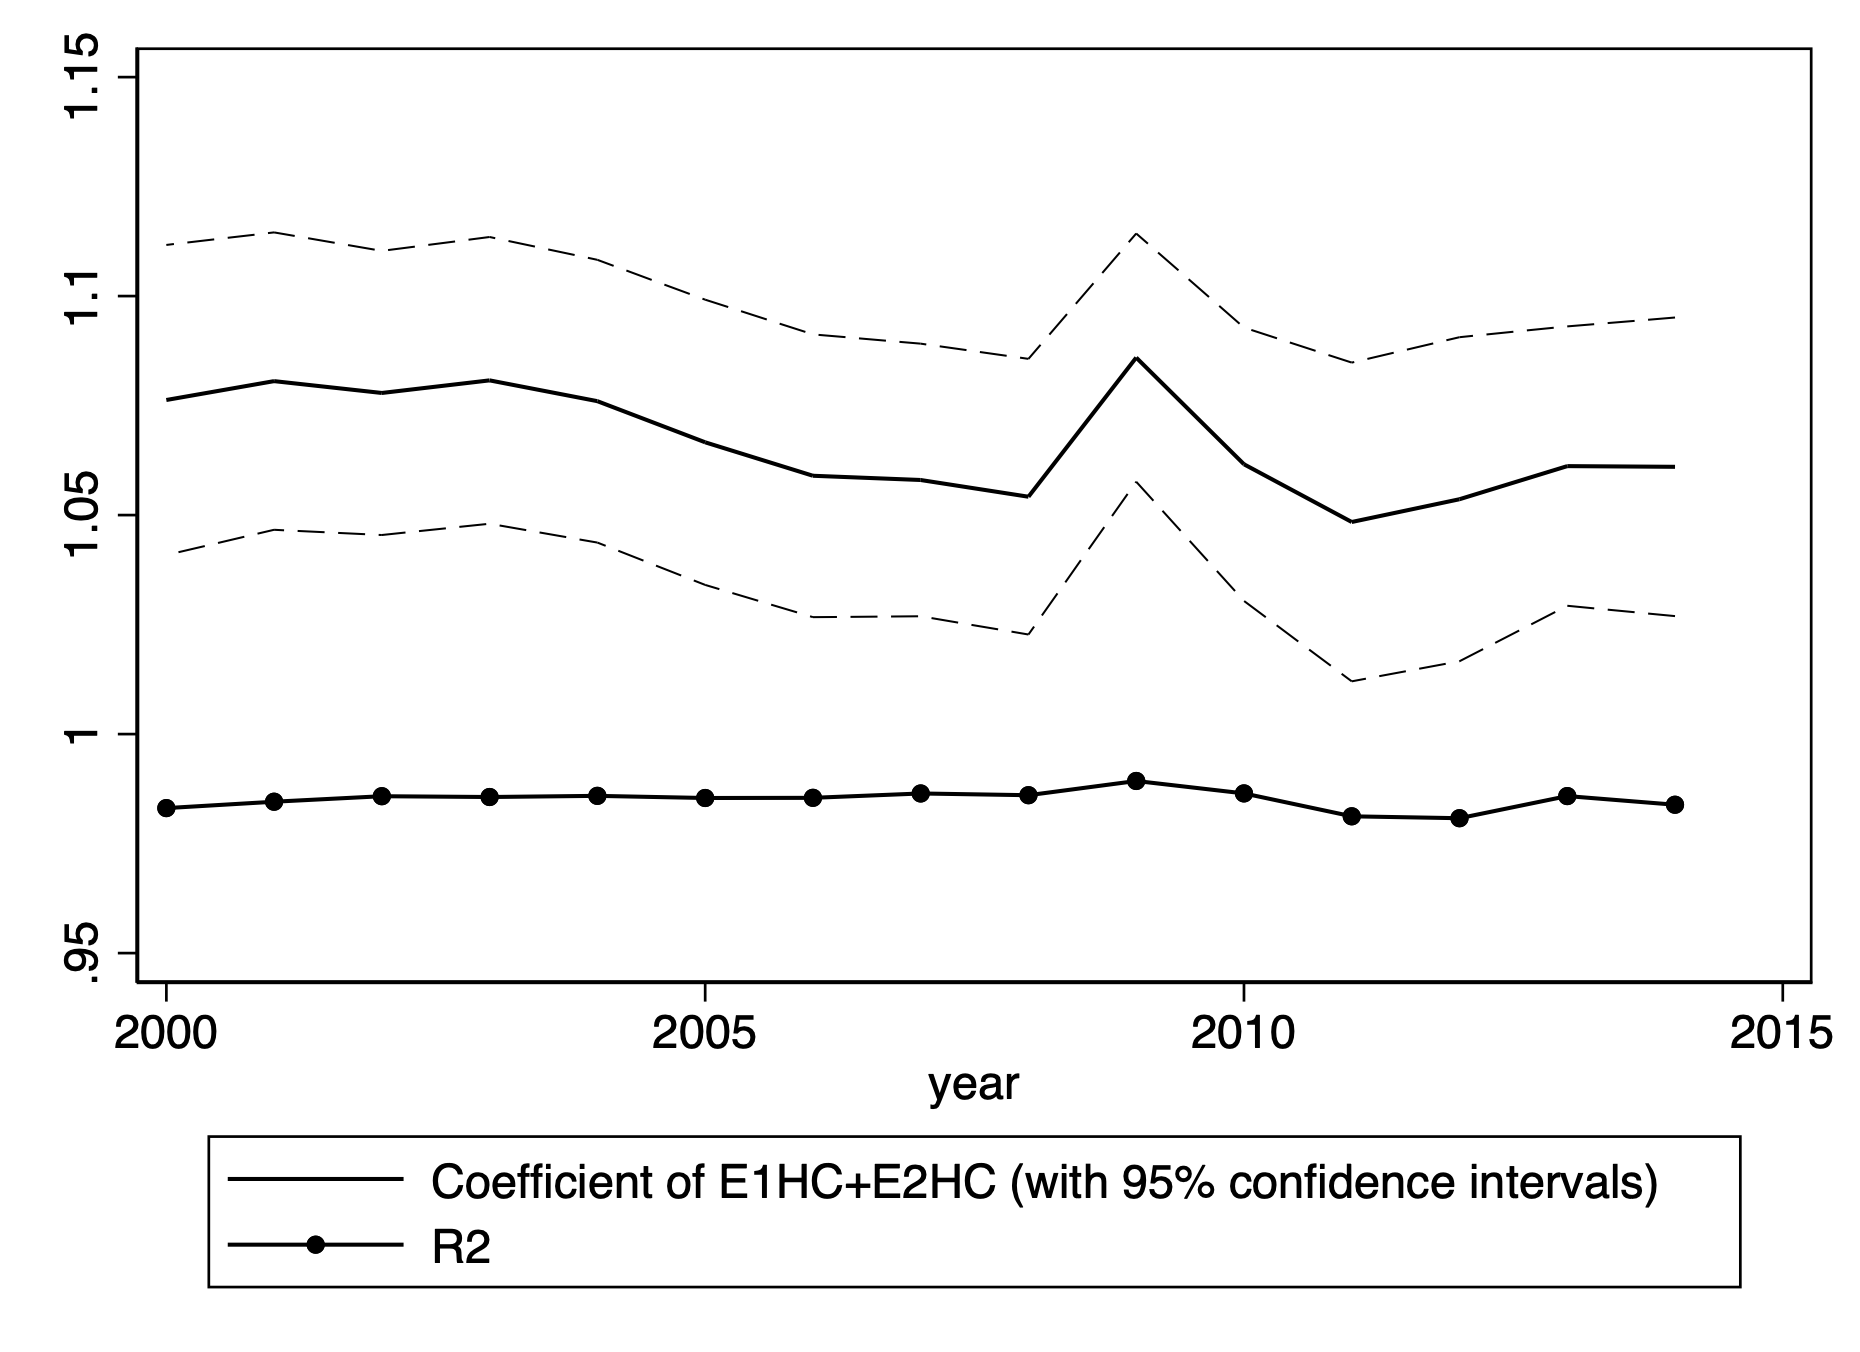 1.15
1.1
1.05
1
.95
2000 2005 2010 2015
year
Coefficient of E1HC+E2HC (with 95% confidence intervals)
R2